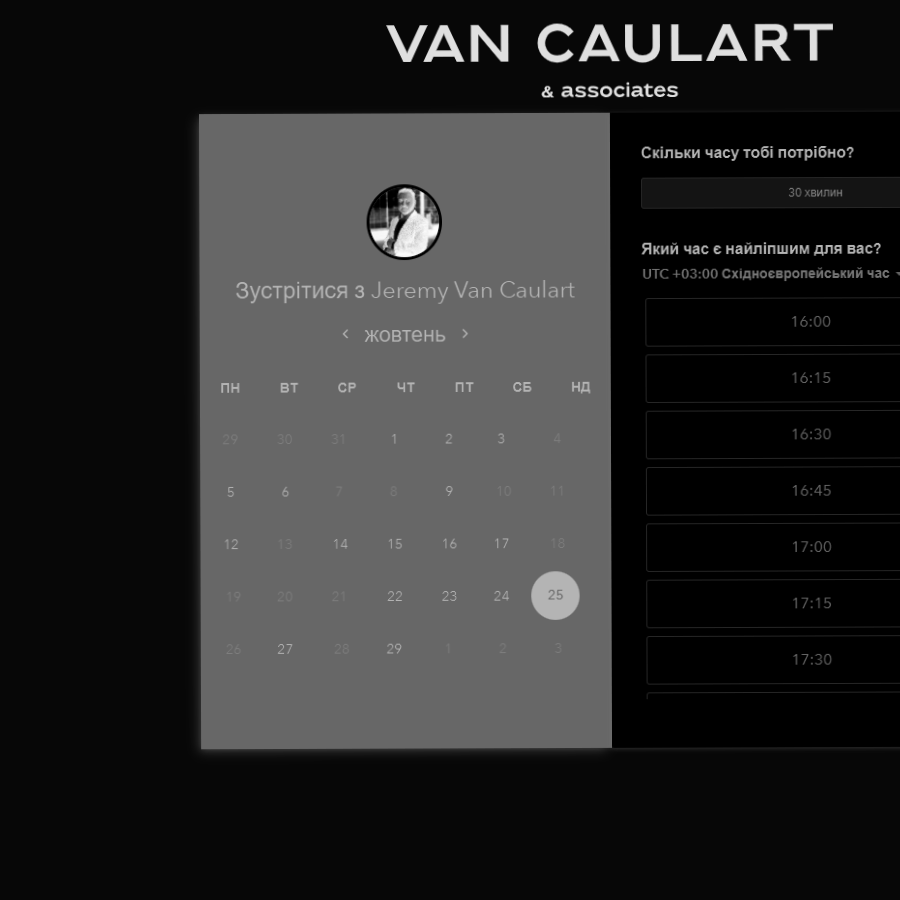 VAN CAULART
& associates
Зустрітися з Jeremy Van Caulart
жовтень
ПН ВТ СР ЧТ ПТ СБ НД
29 30 31 1 2 3 4
5 6 7 8 9 10 11
12 13 14 15 16 17 18
19 20 21 22 23 24 25
26 27 28 29 1 2 3
Скільки часу тобі потрібно?
30 хвилин
Який час є найліпшим для вас?
UTC +03:00 Східноєвропейський час
16:00
16:15
16:30
16:45
17:00
17:15
17:30